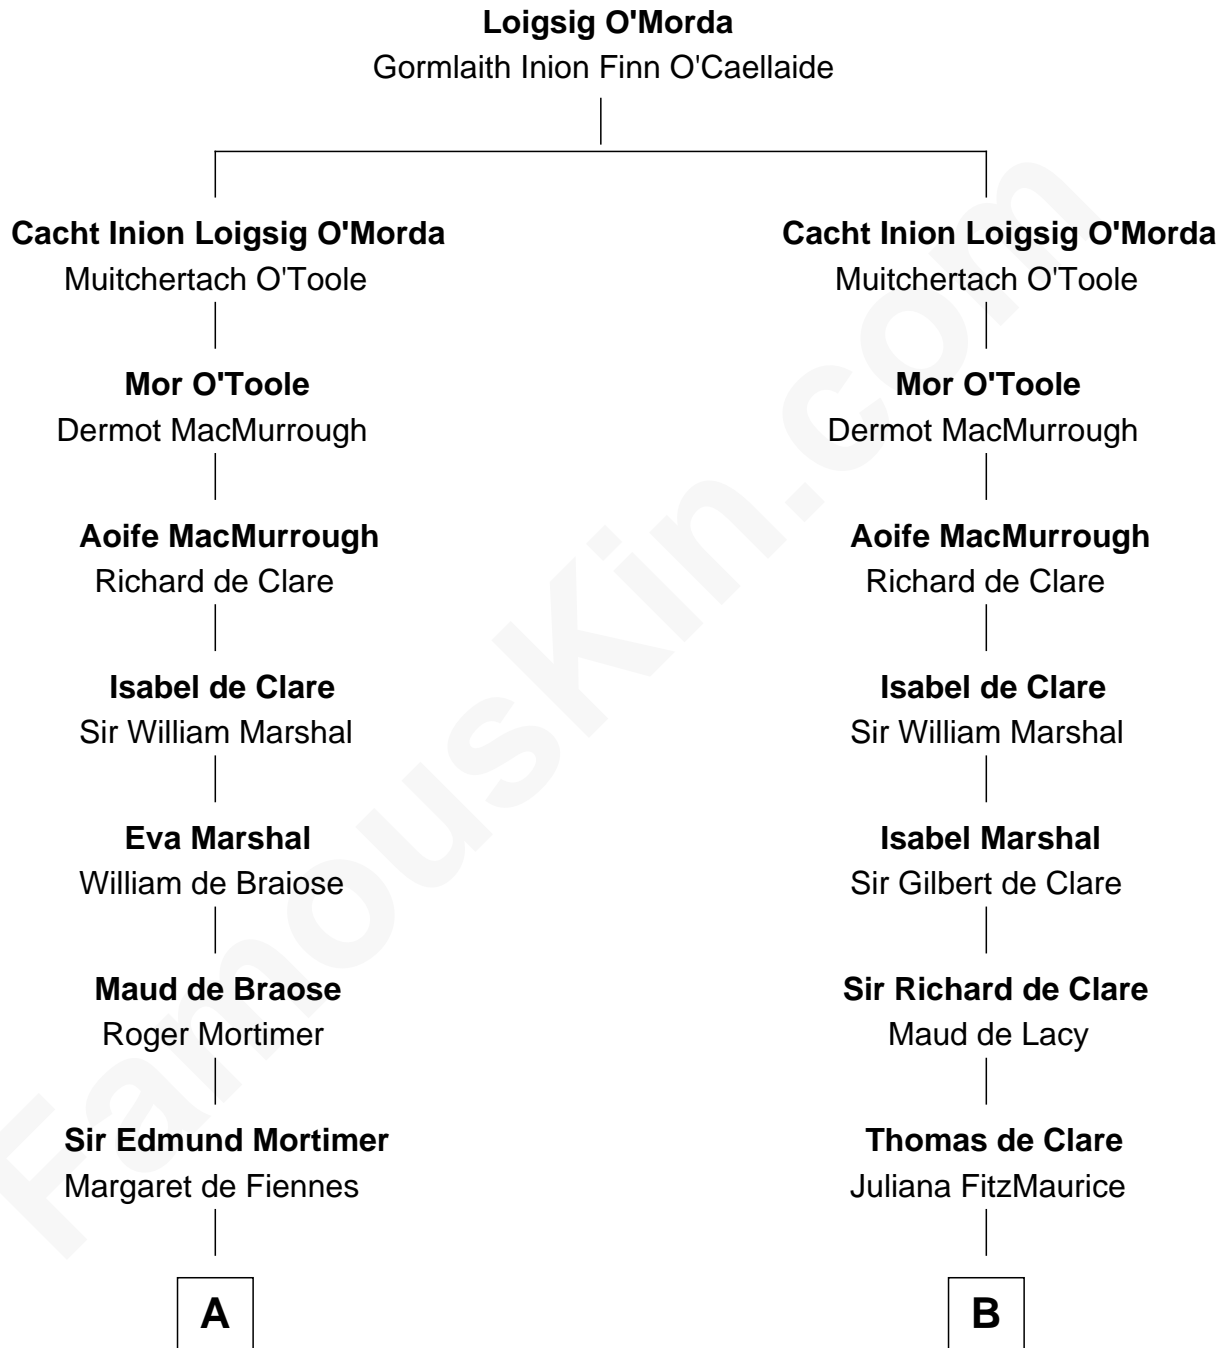 Loigsig O'Morda
Gormlaith Inion Finn O'Caellaide
Cacht Inion Loigsig O'Morda
Muitchertach O'Toole
Mor O'Toole
Dermot MacMurrough
Aoife MacMurrough
Richard de Clare
Isabel de Clare
Sir William Marshal
Eva Marshal
William de Braiose
Maud de Braose
Roger Mortimer
Sir Edmund Mortimer
Margaret de Fiennes
A
Cacht Inion Loigsig O'Morda
Muitchertach O'Toole
Mor O'Toole
Dermot MacMurrough
Aoife MacMurrough
Richard de Clare
Isabel de Clare
Sir William Marshal
Isabel Marshal
Sir Gilbert de Clare
Sir Richard de Clare
Maud de Lacy
Thomas de Clare
Juliana FitzMaurice
B
FamousKin.com